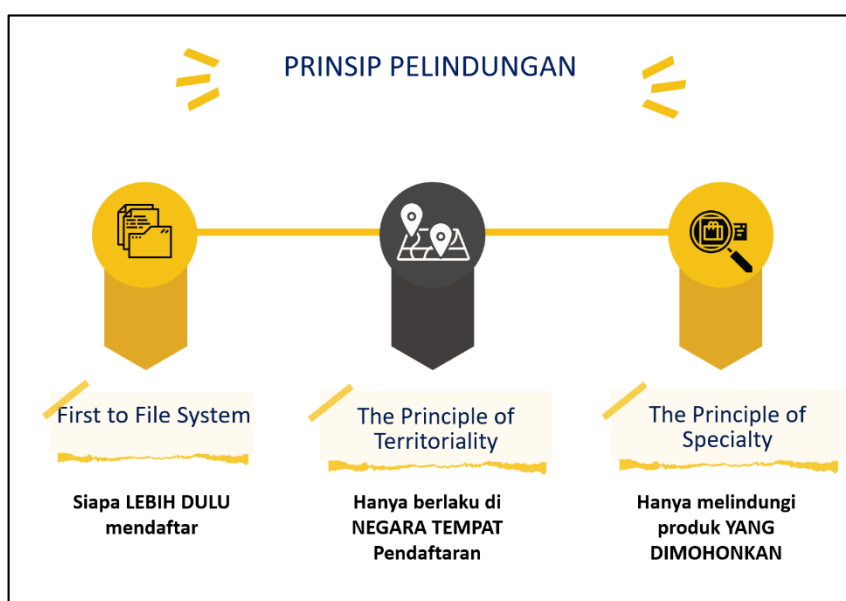 PRINSIP PELINDUNGAN
First to File System
Siapa LEBIH DULU
mendaftar
The Principle of
Territoriality
Hanya berlaku di
NEGARA TEMPAT
Pendaftaran
The Principle of
Specialty
Hanya melindungi
produk YANG
DIMOHONKAN